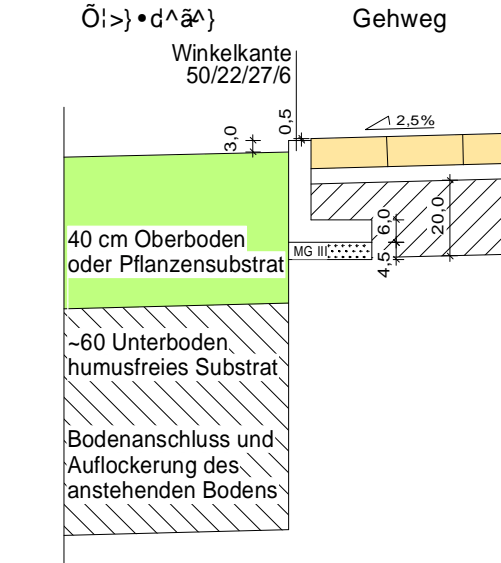 Õ¦>}•d^ã^}
Gehweg
Winkelkante
50/22/27/6
3,0
0,5
2,5%
40 cm Oberboden
oder Pflanzensubstrat
MG III
4,5
6,0
20,0
~60 Unterboden
humusfreies Substrat
Bodenanschluss und
Auflockerung des
anstehenden Bodens